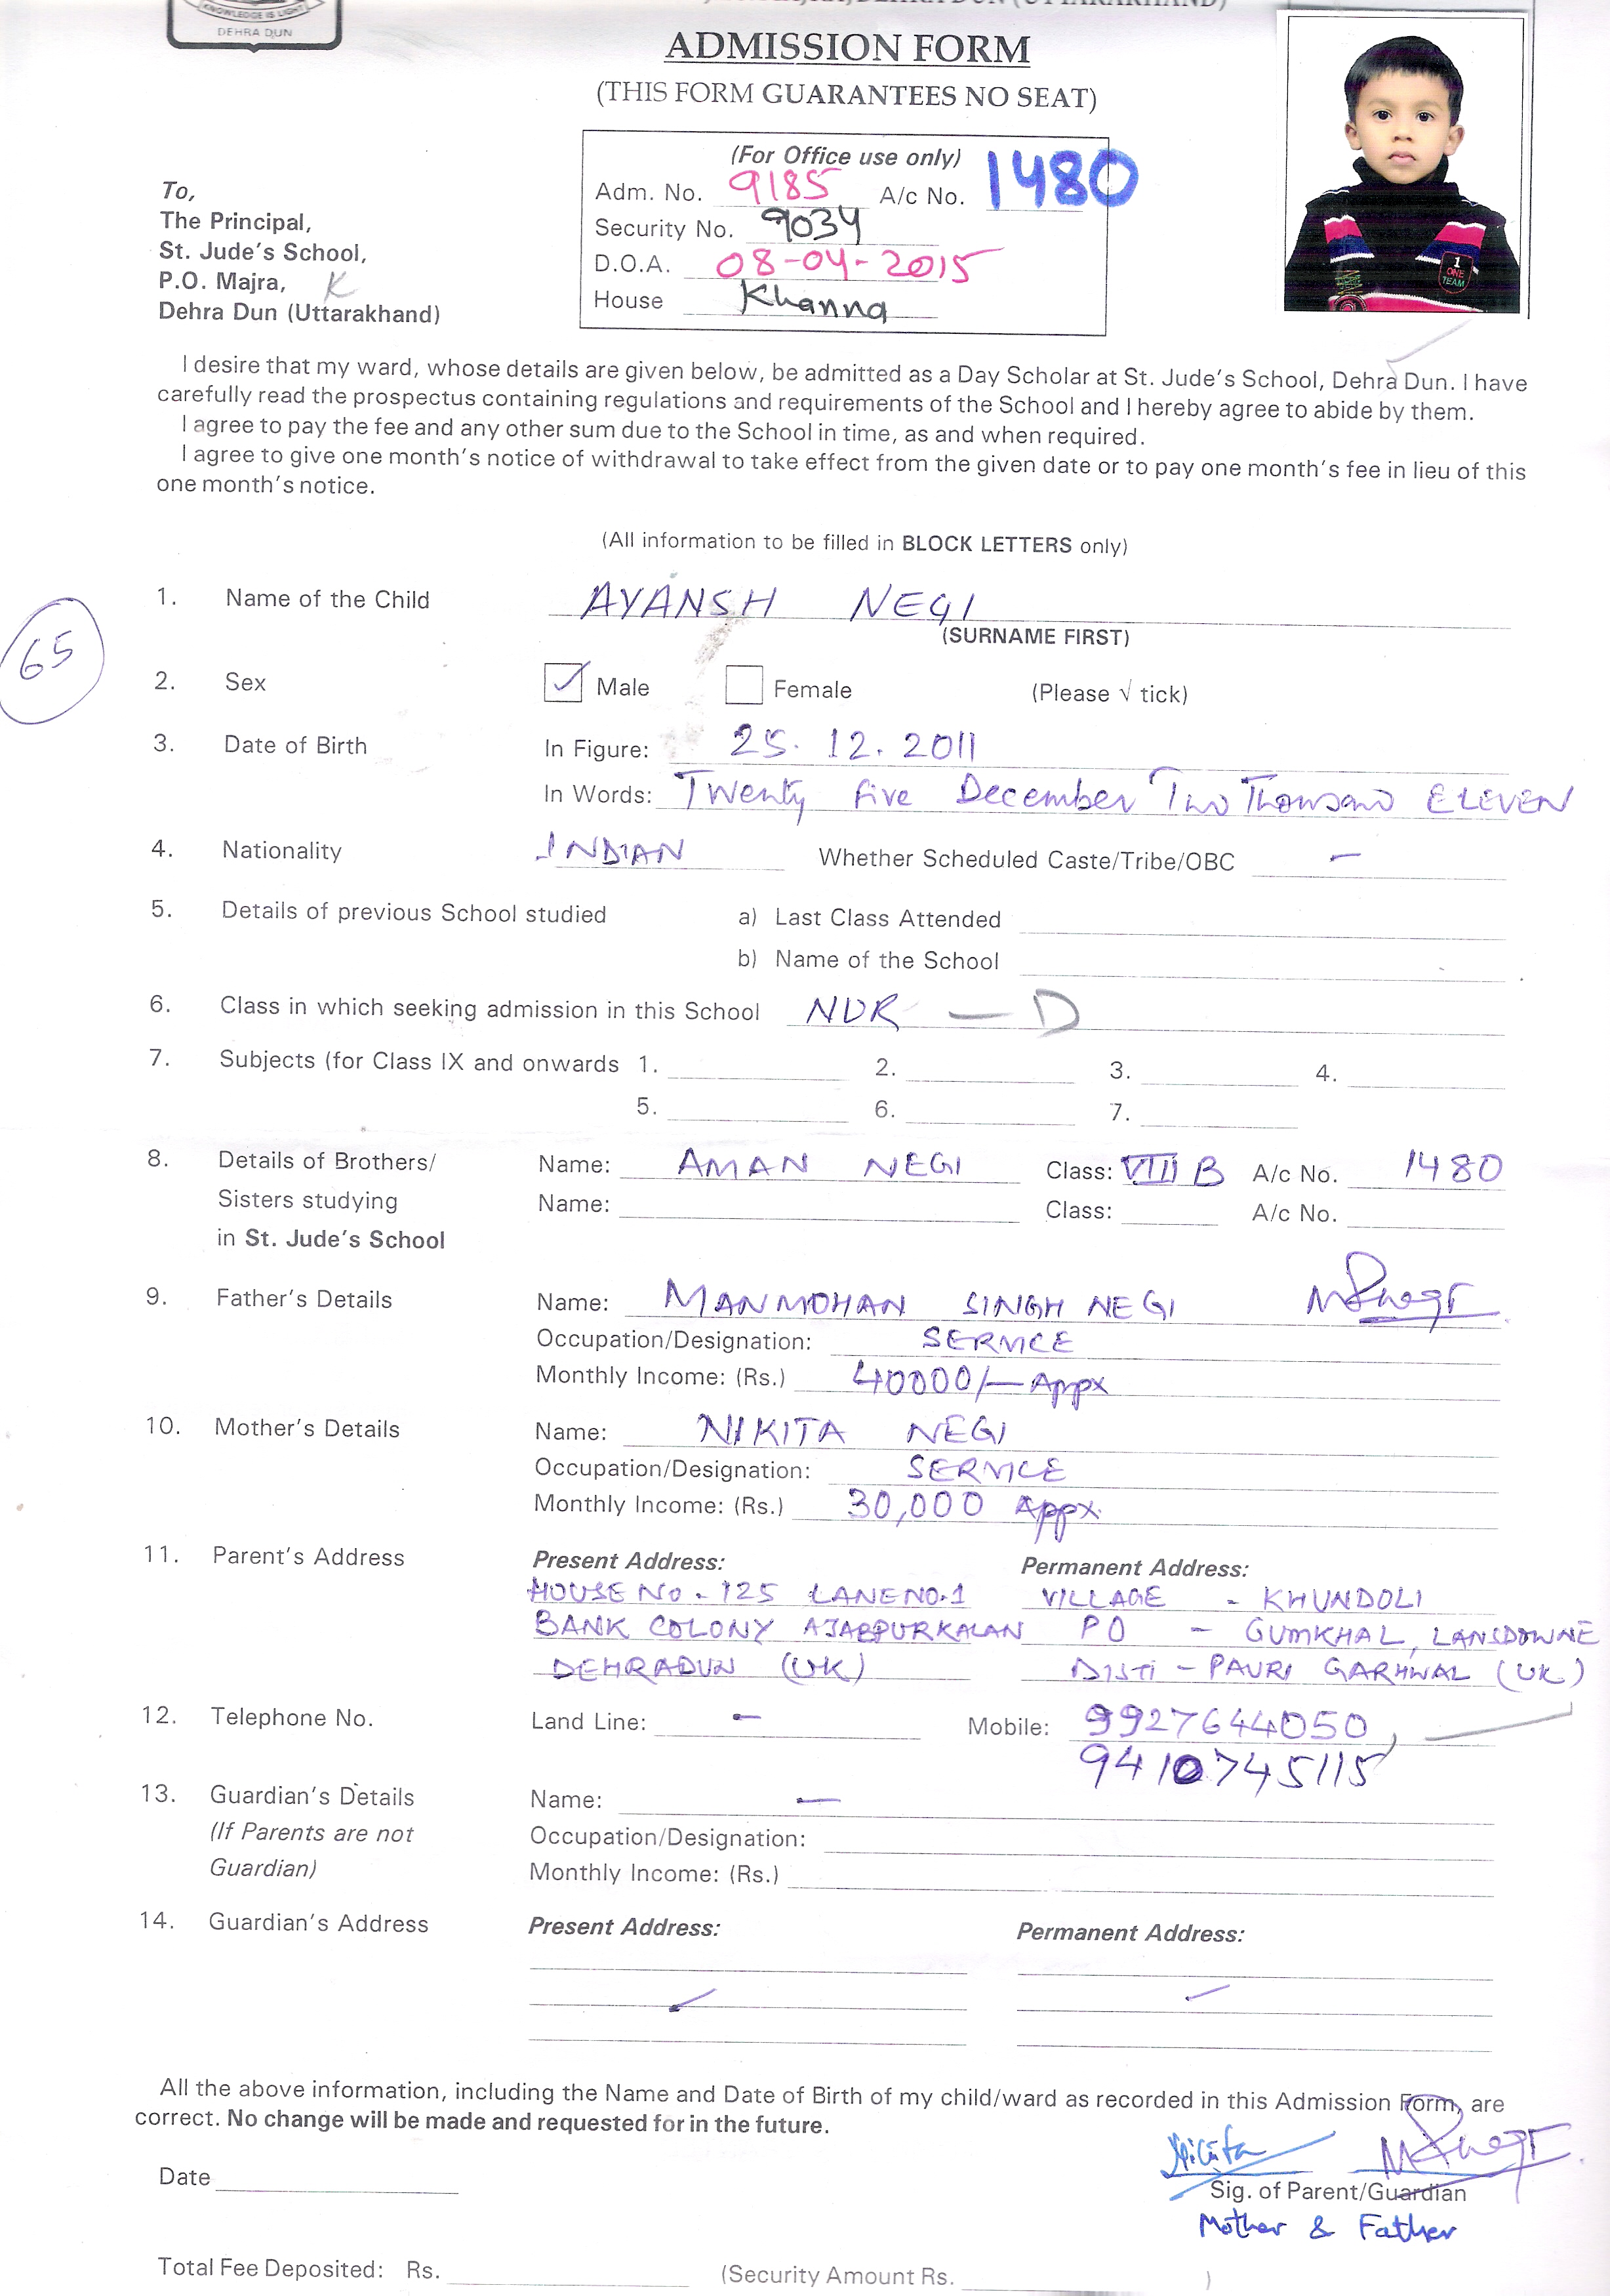 KNOWLEDGE IS LIGHT
DEHRA DUN
ADMISSION FORM
(THIS FORM GUARANTEES NO SEAT)
(For Office use only)
Adm. No. 9185 A/c No. 1480
Security No. 9034
D.O.A. 08-04-2015
House Khanna
To,
The Principal,
St. Jude's School,
P.O. Majra, K
Dehra Dun (Uttarakhand)
1
ONE
TEAM
I desire that my ward, whose details are given below, be admitted as a Day Scholar at St. Jude's School, Dehra Dun. I have
carefully read the prospectus containing regulations and requirements of the School and I hereby agree to abide by them.
I agree to pay the fee and any other sum due to the School in time, as and when required.
I agree to give one month's notice of withdrawal to take effect from the given date or to pay one month's fee in lieu of this
one month's notice.
(All information to be filled in BLOCK LETTERS only)
65
1. Name of the Child AYANSH NEGI
(SURNAME FIRST)
2. Sex ✓ Male Female (Please √ tick)
3. Date of Birth In Figure: 25. 12. 2011
In Words: Twenty five December Two Thousand ELEVEN
4. Nationality INDIAN Whether Scheduled Caste/Tribe/OBC -
5. Details of previous School studied a) Last Class Attended
b) Name of the School
6. Class in which seeking admission in this School NUR — D
7. Subjects (for Class IX and onwards 1. 2. 3. 4.
5. 6. 7.
8. Details of Brothers/ Name: AMAN NEGI Class: VIII B A/c No. 1480
Sisters studying Name: Class: A/c No.
in St. Jude's School
9. Father's Details Name: MANMOHAN SINGH NEGI MSnegi
Occupation/Designation: SERVICE
Monthly Income: (Rs.) 40000/— Appx
10. Mother's Details Name: NIKITA NEGI
Occupation/Designation: SERVICE
Monthly Income: (Rs.) 30,000 Appx.
11. Parent's Address Present Address: Permanent Address:
HOUSE NO. 125 LANE NO.1 VILLAGE - KHUNDOLI
BANK COLONY AJABPURKALAN PO - GUMKHAL, LANSDOWNE
DEHRADUN (UK) DISTT - PAURI GARHWAL (UK)
12. Telephone No. Land Line: - Mobile: 9927644050,
9410745115
13. Guardian's Details Name: —
(If Parents are not Occupation/Designation:
Guardian) Monthly Income: (Rs.)
14. Guardian's Address Present Address: Permanent Address:
All the above information, including the Name and Date of Birth of my child/ward as recorded in this Admission Form, are
correct. No change will be made and requested for in the future.
Nikita MSnegi
Date
Sig. of Parent/Guardian
Mother & Father
Total Fee Deposited: Rs. (Security Amount Rs. )